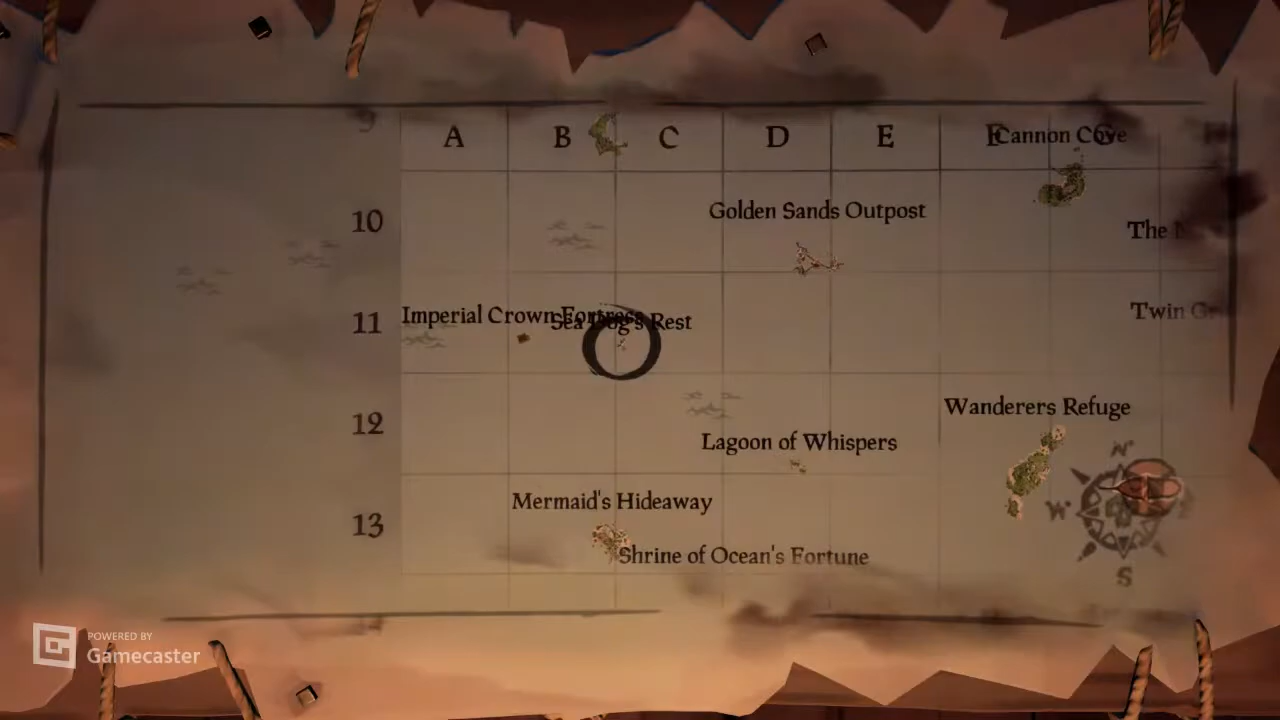 9
A B C D E F G H
Cannon Cove
10
Golden Sands Outpost
The
11
Imperial Crown Fortress
Sea Dog's Rest
Twin
12
Wanderers Refuge
Lagoon of Whispers
N
W
S
13
Mermaid's Hideaway
Shrine of Ocean's Fortune
POWERED BY
Gamecaster